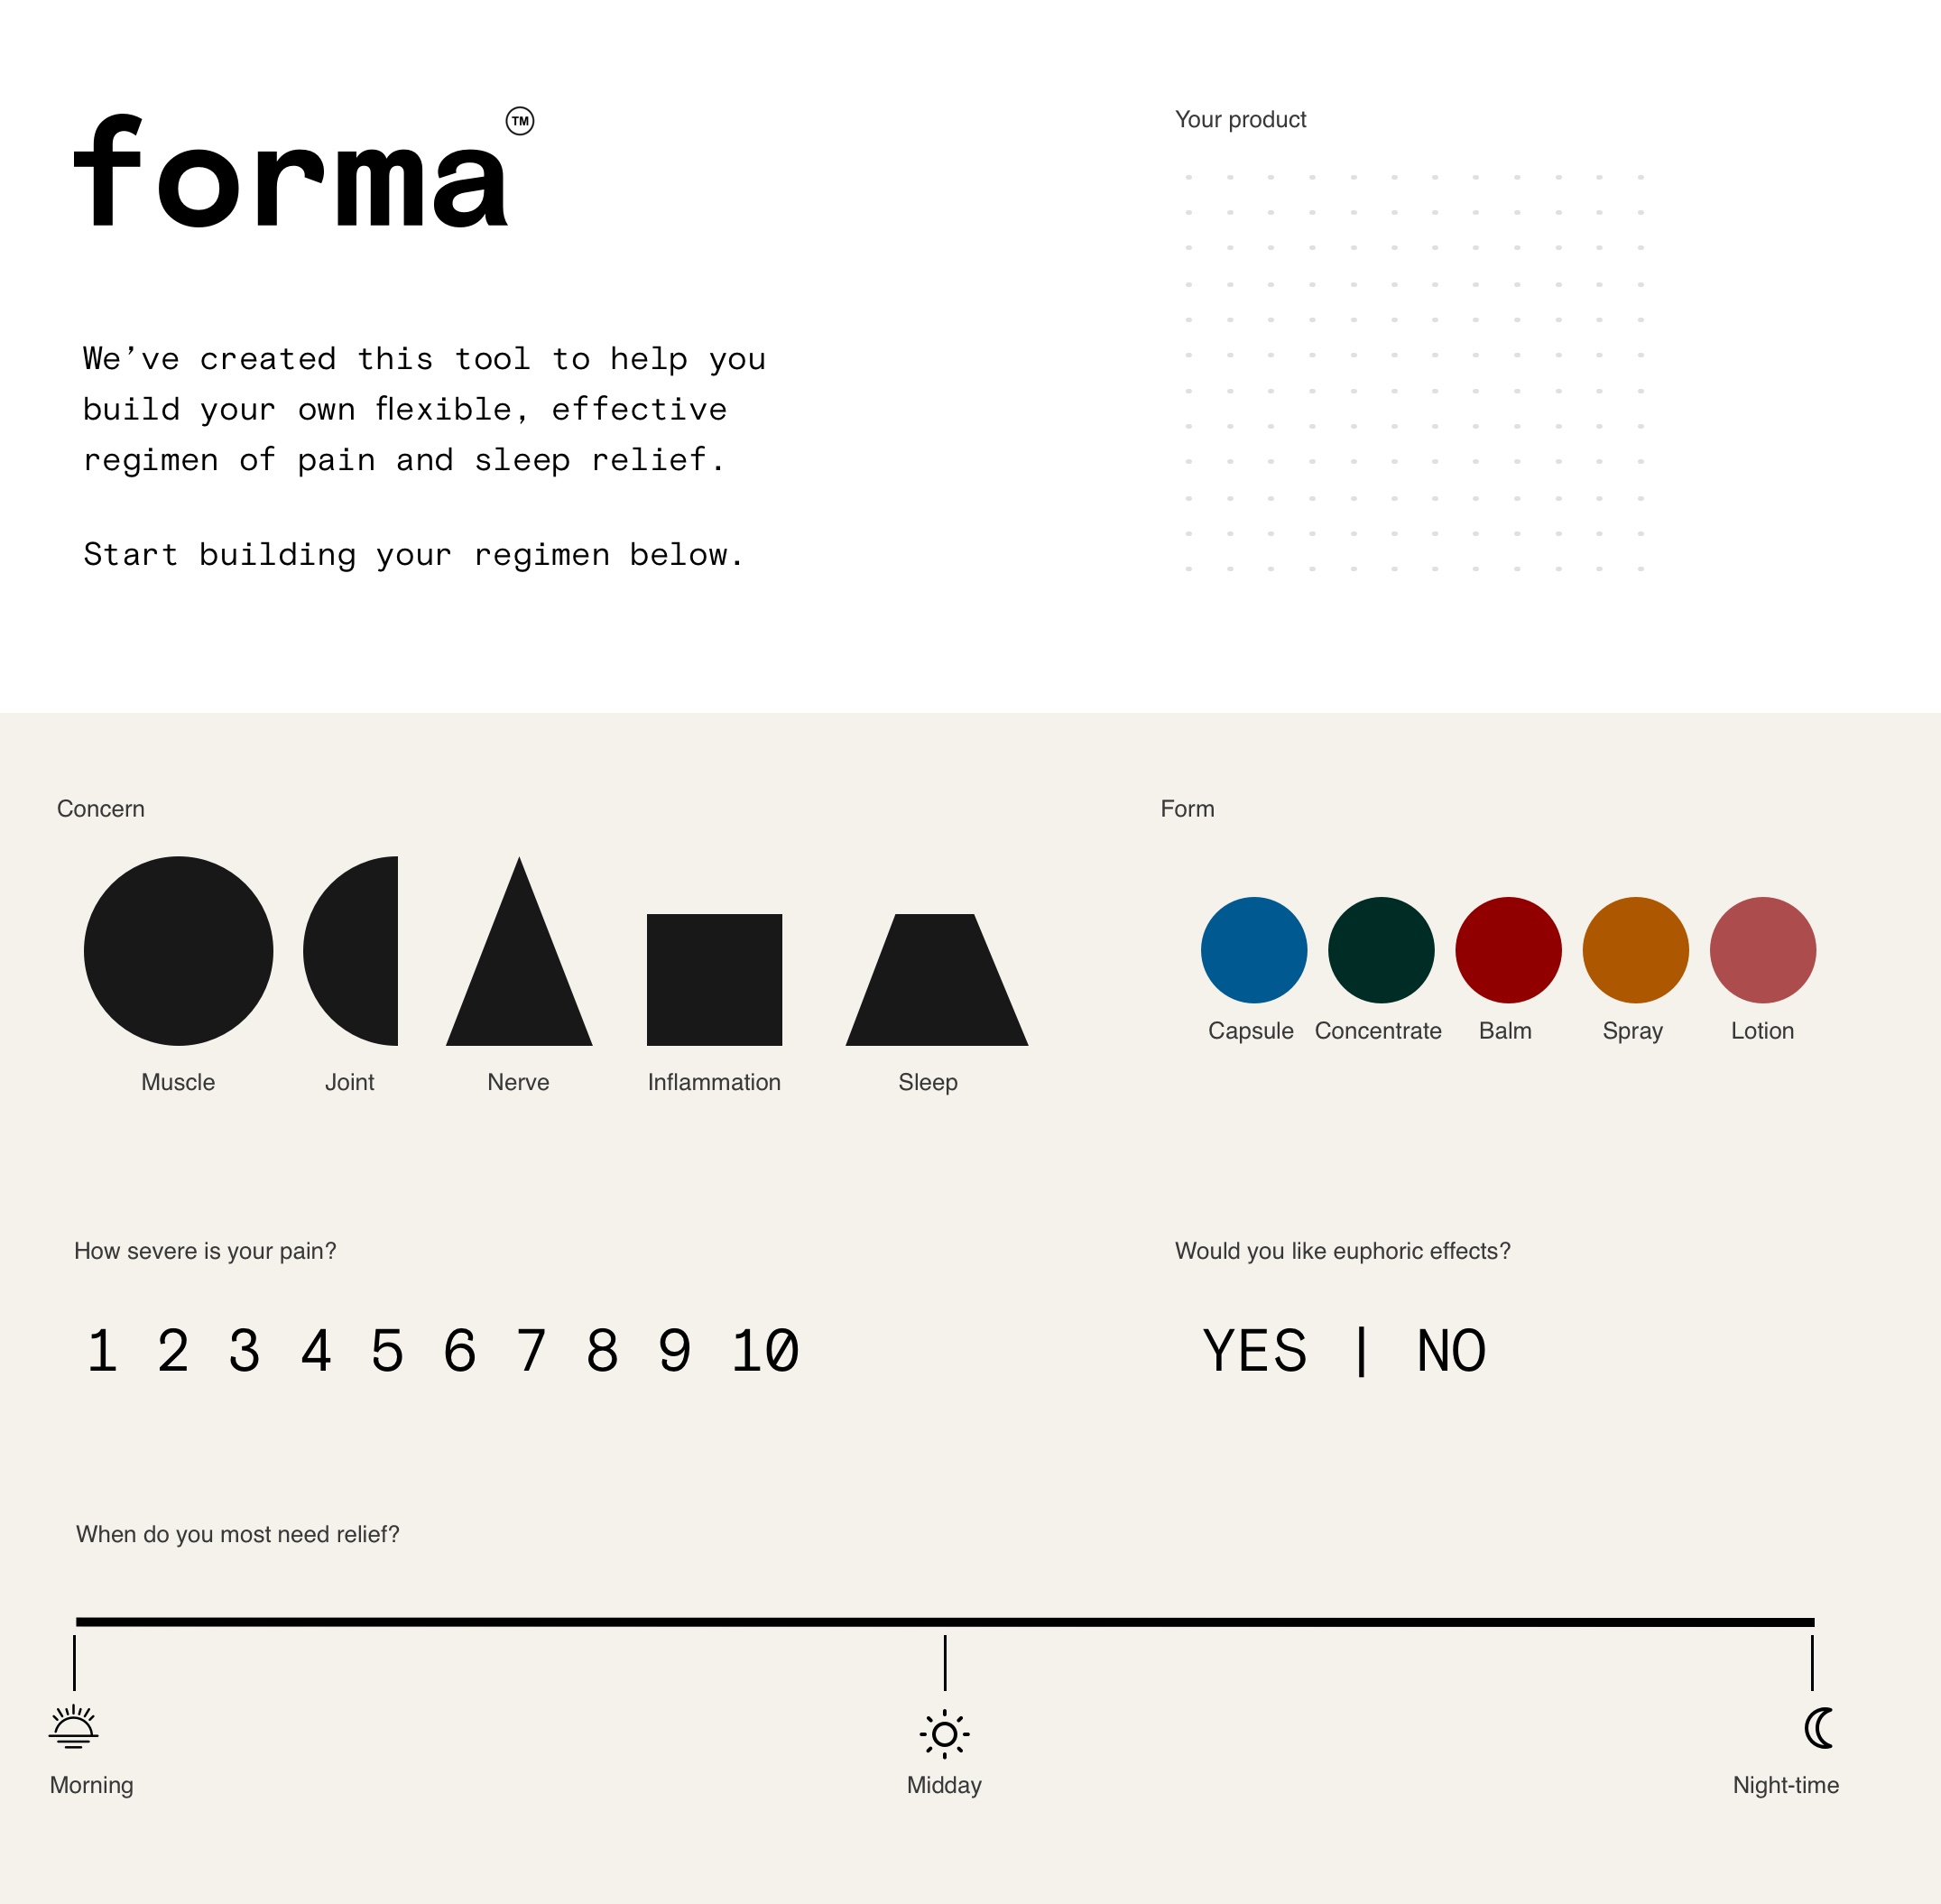 forma™
Your product
We’ve created this tool to help you
build your own flexible, effective
regimen of pain and sleep relief.
Start building your regimen below.
Concern
Form
Muscle
Joint
Nerve
Inflammation
Sleep
Capsule
Concentrate
Balm
Spray
Lotion
How severe is your pain?
Would you like euphoric effects?
1 2 3 4 5 6 7 8 9 10
YES | NO
When do you most need relief?
Morning
Midday
Night-time